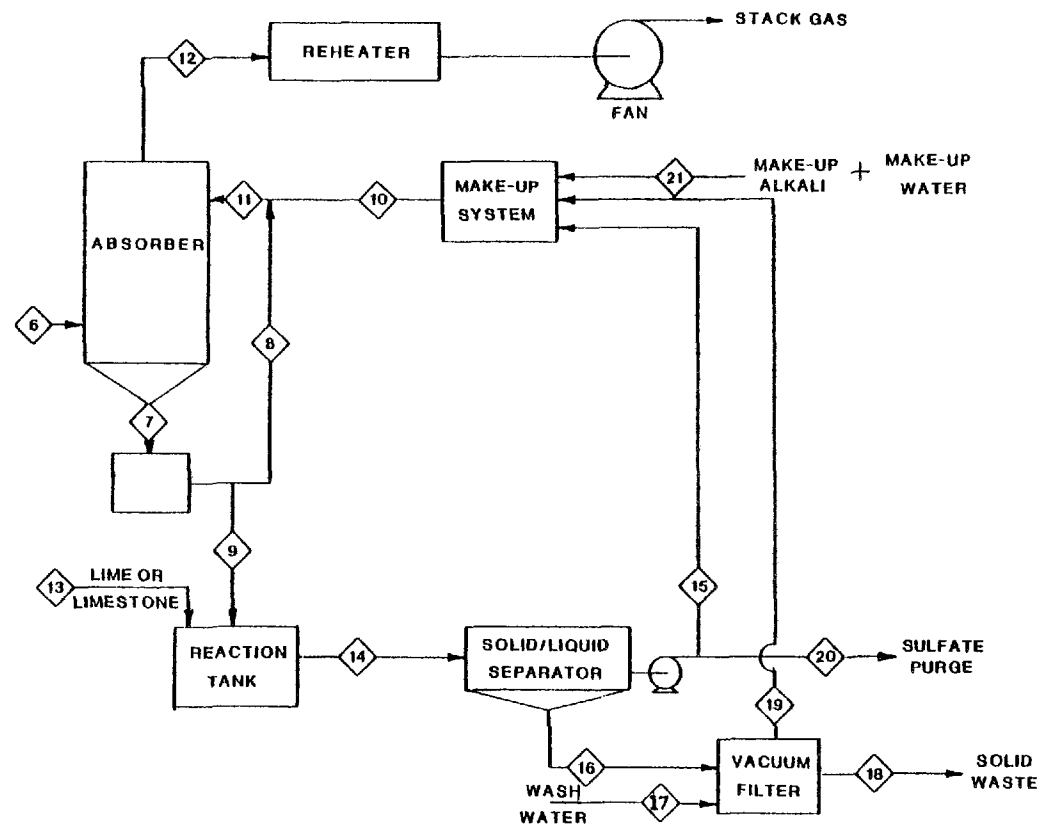 STACK GAS
12
REHEATER
FAN
21
MAKE-UP
ALKALI
+
MAKE-UP
WATER
11
10
MAKE-UP
SYSTEM
ABSORBER
6
8
7
9
13
LIME OR
LIMESTONE
15
REACTION
TANK
14
SOLID/LIQUID
SEPARATOR
20
SULFATE
PURGE
19
16
VACUUM
FILTER
18
SOLID
WASTE
WASH
WATER
17